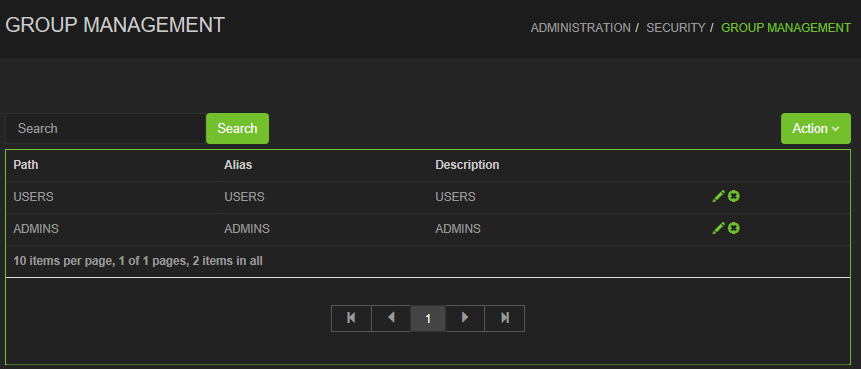 GROUP MANAGEMENT
ADMINISTRATION / SECURITY / GROUP MANAGEMENT
Search Search Action
Path Alias Description
USERS USERS USERS
ADMINS ADMINS ADMINS
10 items per page, 1 of 1 pages, 2 items in all
1